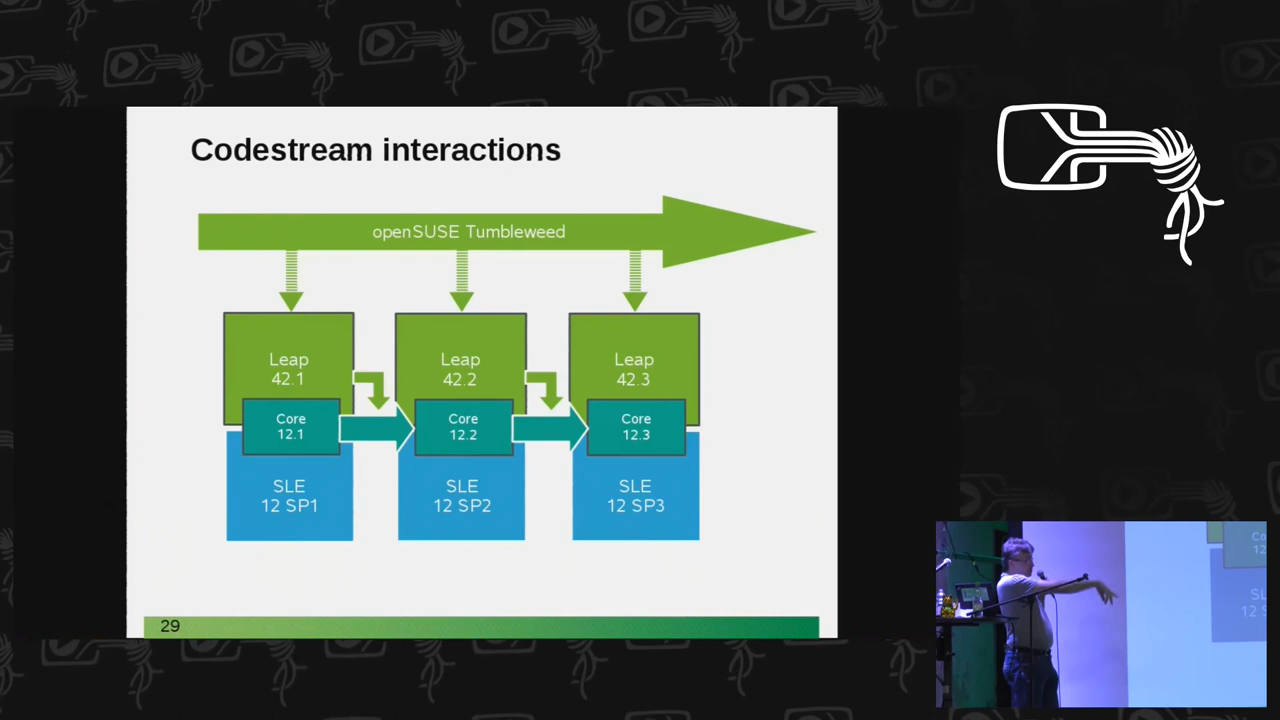 Codestream interactions
openSUSE Tumbleweed
Leap
42.1
Leap
42.2
Leap
42.3
Core
12.1
Core
12.2
Core
12.3
SLE
12 SP1
SLE
12 SP2
SLE
12 SP3
29